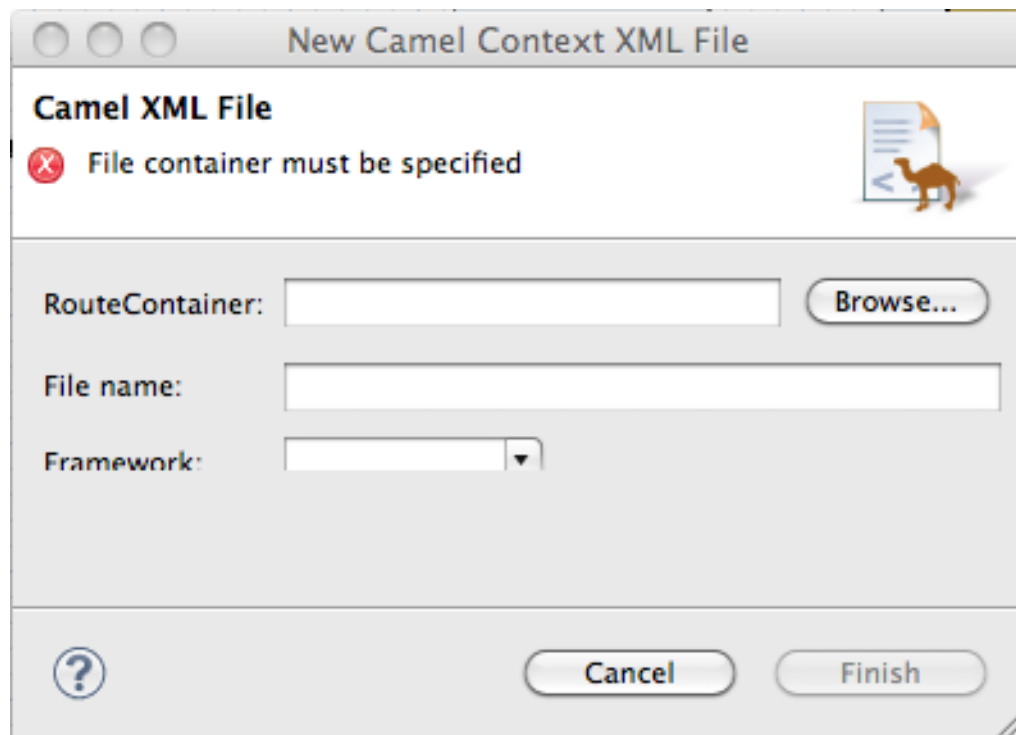 New Camel Context XML File
Camel XML File
File container must be specified
RouteContainer:
Browse...
File name:
Framework:
?
Cancel
Finish